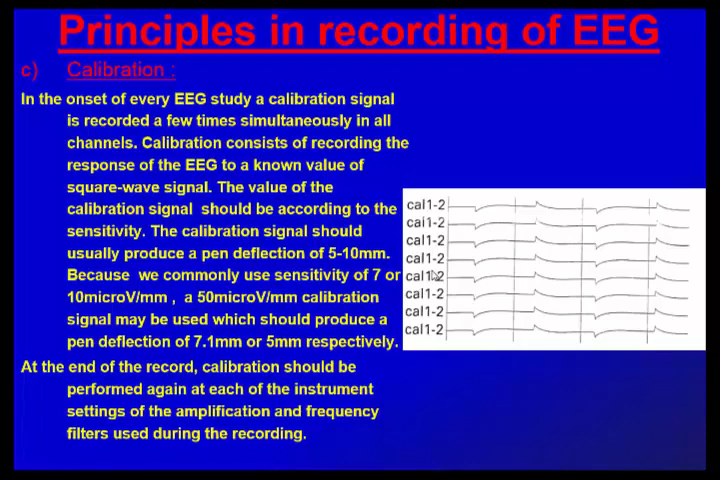 Principles in recording of EEG
c) Calibration :
In the onset of every EEG study a calibration signal
is recorded a few times simultaneously in all
channels. Calibration consists of recording the
response of the EEG to a known value of
square-wave signal. The value of the
calibration signal should be according to the
sensitivity. The calibration signal should
usually produce a pen deflection of 5-10mm.
Because we commonly use sensitivity of 7 or
10microV/mm , a 50microV/mm calibration
signal may be used which should produce a
pen deflection of 7.1mm or 5mm respectively.
At the end of the record, calibration should be
performed again at each of the instrument
settings of the amplification and frequency
filters used during the recording.
cal1-2
cal1-2
cal1-2
cal1-2
cal1-2
cal1-2
cal1-2
cal1-2